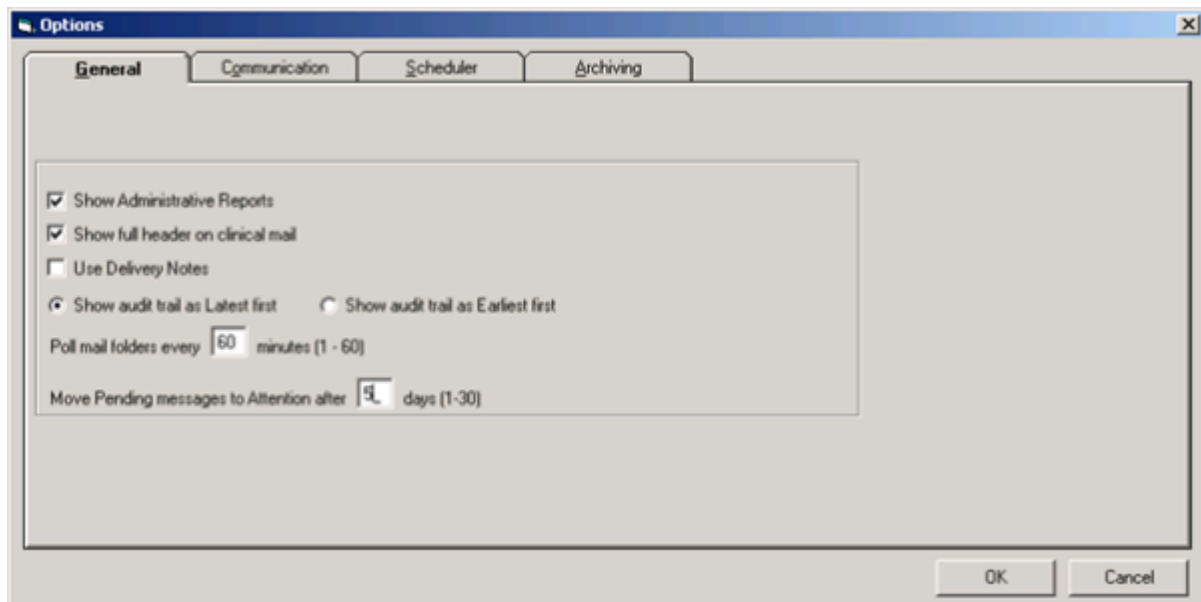 Options
General Communication Scheduler Archiving
Show Administrative Reports
Show full header on clinical mail
Use Delivery Notes
Show audit trail as Latest first Show audit trail as Earliest first
Poll mail folders every 60 minutes (1 - 60)
Move Pending messages to Attention after 5 days (1-30)
OK Cancel